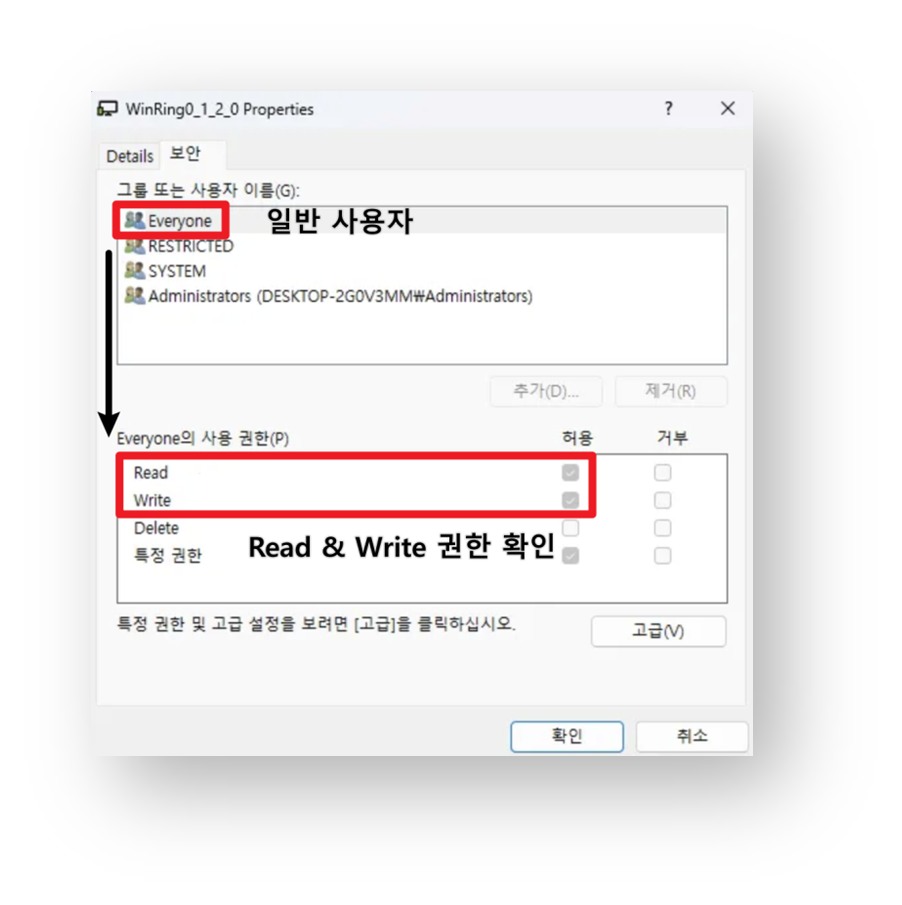 WinRing0_1_2_0 Properties
Details 보안
그룹 또는 사용자 이름(G):
Everyone 일반 사용자
RESTRICTED
SYSTEM
Administrators (DESKTOP-2G0V3MM₩Administrators)
추가(D)... 제거(R)
Everyone의 사용 권한(P) 허용 거부
Read
Write
Delete
특정 권한 Read & Write 권한 확인
특정 권한 및 고급 설정을 보려면 [고급]을 클릭하십시오.
고급(V)
확인 취소